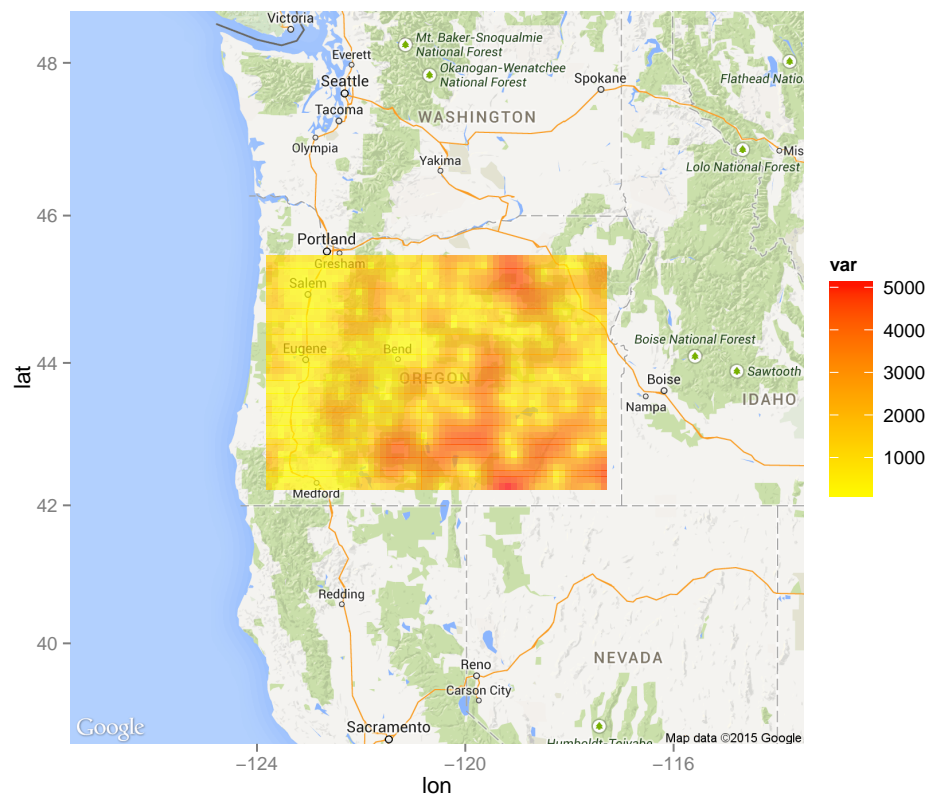 Victoria
Mt. Baker-Snoqualmie
National Forest
Everett
48
Okanogan-Wenatchee
National Forest
Seattle
Spokane
Flathead Natio
Tacoma
WASHINGTON
Olympia
Mis
Yakima
Lolo National Forest
46
Portland
Gresham
Salem
var
5000
4000
3000
2000
1000
Boise National Forest
Eugene
Bend
44
lat
OREGON
Sawtooth
Boise
Nampa
IDAHO
Medford
42
Redding
40
NEVADA
Reno
Carson City
Sacramento
Google
Humboldt-Toiyabe
Map data ©2015 Google
−124
−120
−116
lon